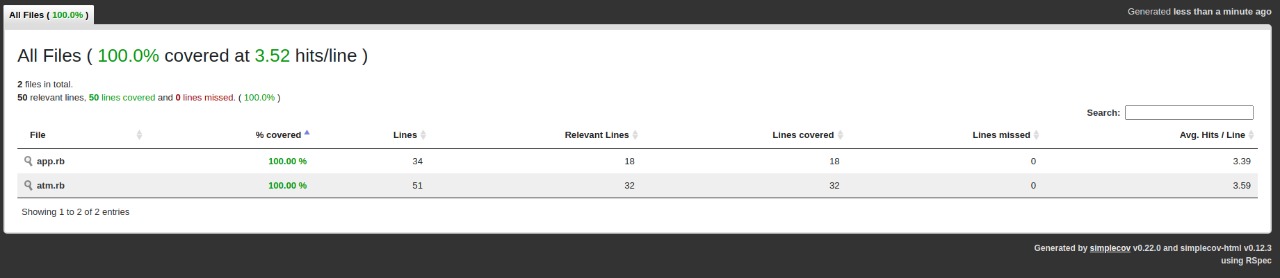 All Files ( 100.0% )
Generated less than a minute ago
All Files ( 100.0% covered at 3.52 hits/line )
2 files in total.
50 relevant lines, 50 lines covered and 0 lines missed. ( 100.0% )
Search:
File % covered Lines Relevant Lines Lines covered Lines missed Avg. Hits / Line
app.rb 100.00 % 34 18 18 0 3.39
atm.rb 100.00 % 51 32 32 0 3.59
Showing 1 to 2 of 2 entries
Generated by simplecov v0.22.0 and simplecov-html v0.12.3
using RSpec